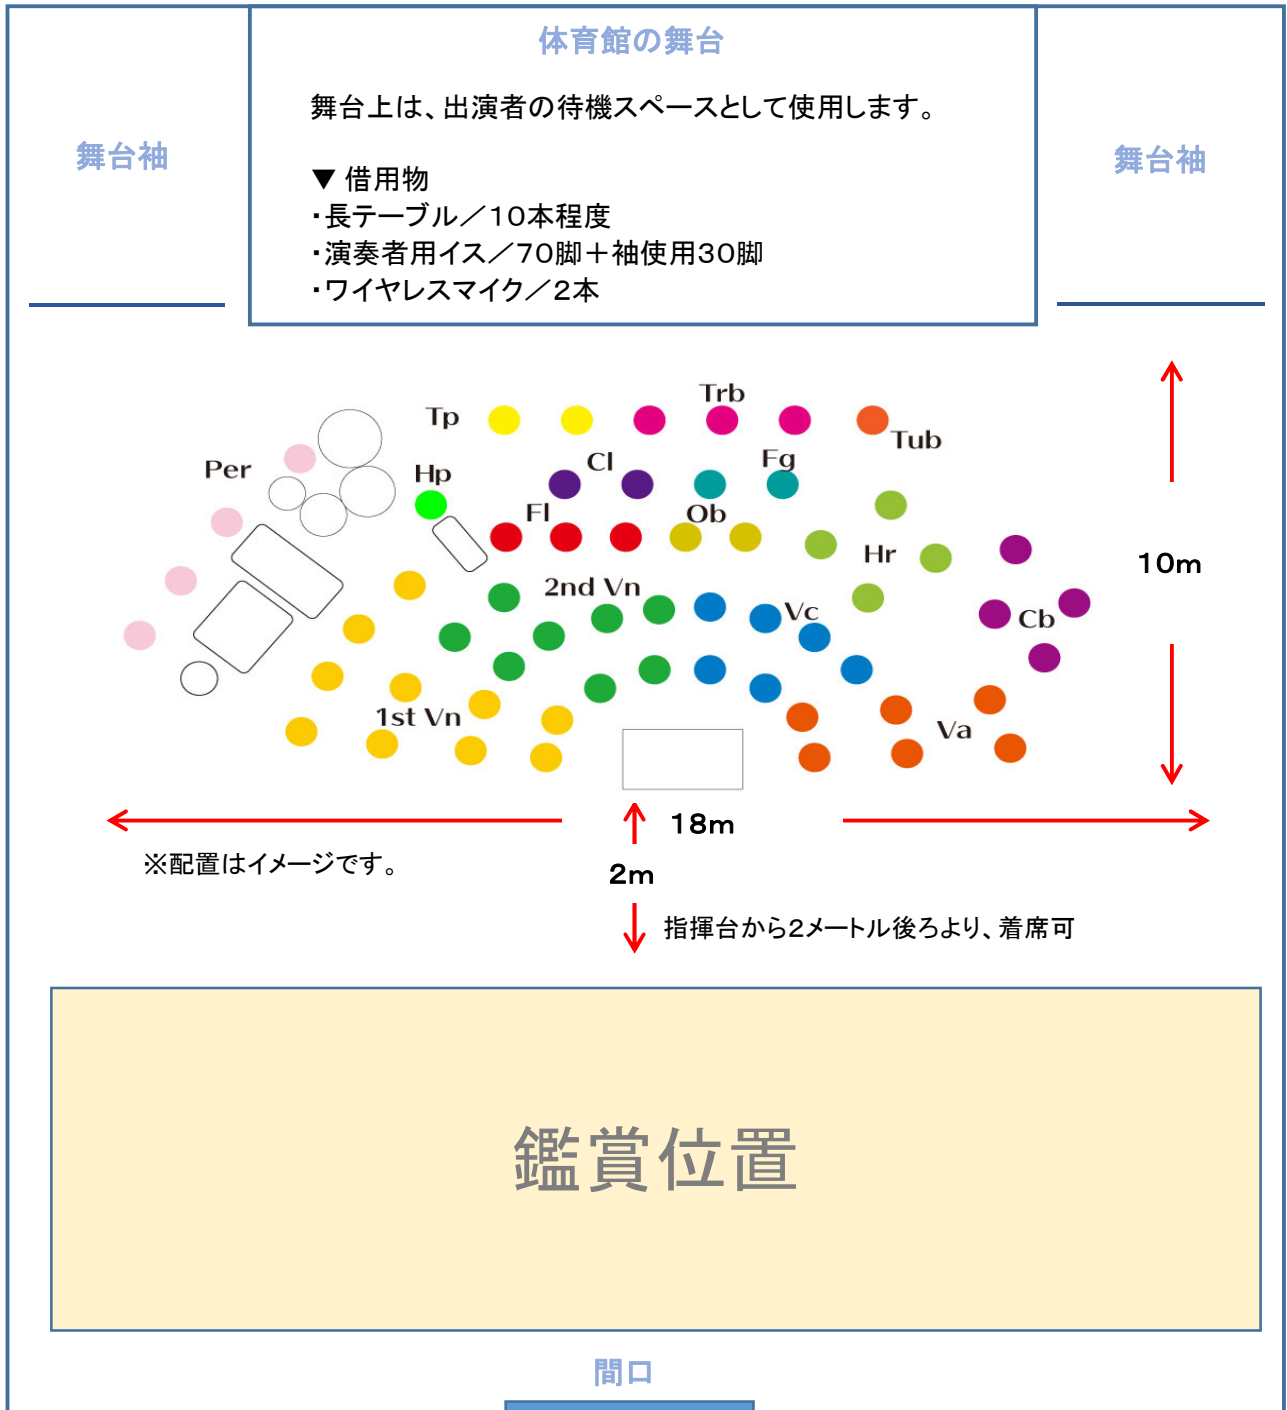 体育館の舞台
舞台上は、出演者の待機スペースとして使用します。
舞台袖
舞台袖
▼ 借用物
・長テーブル／１０本程度
・演奏者用イス／７０脚＋袖使用３０脚
・ワイヤレスマイク／２本
Trb
Tp
Tub
Per
Cl
Fg
Hp
Fl
Ob
Hr
10m
2nd Vn
Vc
Cb
1st Vn
Va
18m
※配置はイメージです。
2m
指揮台から２メートル後ろより、着席可
鑑賞位置
間口